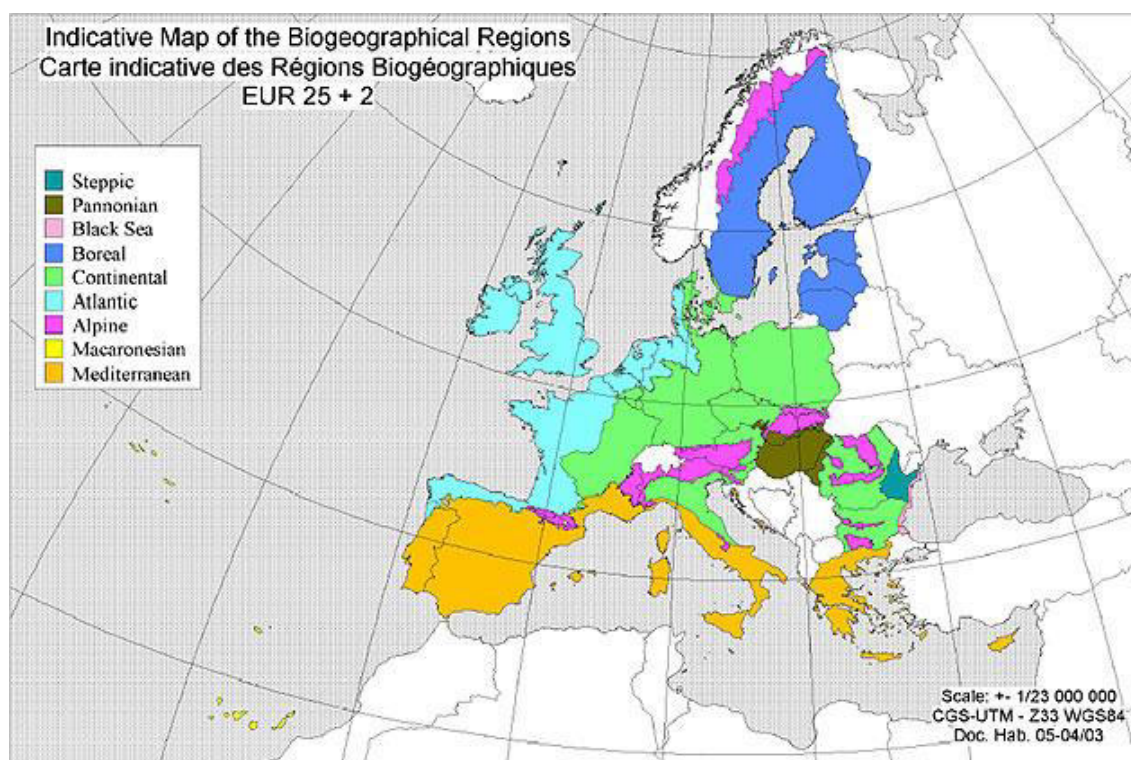 Indicative Map of the Biogeographical Regions
Carte indicative des Régions Biogéographiques
EUR 25 + 2
Steppic
Pannonian
Black Sea
Boreal
Continental
Atlantic
Alpine
Macaronesian
Mediterranean
Scale: +- 1/23 000 000
CGS-UTM - Z33 WGS84
Doc. Hab. 05-04/03